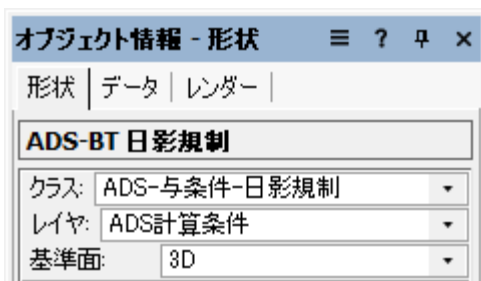 オブジェクト情報 - 形状 ≡ ? ×
形状 データ レンダー
ADS-BT 日影規制
クラス: ADS-与条件-日影規制
レイヤ: ADS計算条件
基準面: 3D